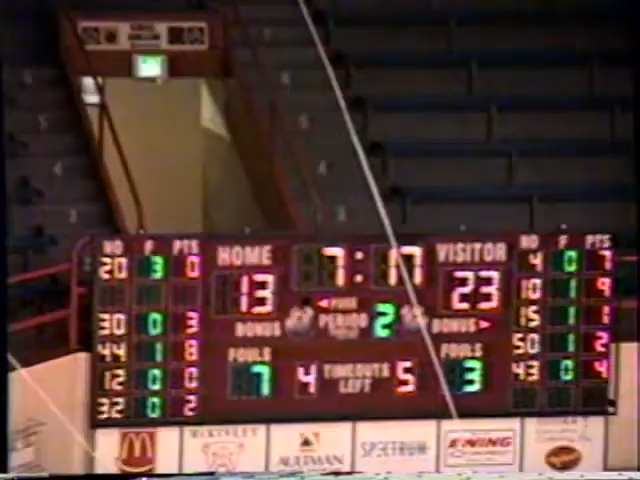 NO F PTS
20 3 0
30 0 3
44 1 8
12 0 0
32 0 2
HOME 7:17 VISITOR
13 23
POSS
BONUS PERIOD 2 BONUS
FOULS FOULS
7 4 TIMEOUTS LEFT 5 3
NO F PTS
4 0 7
10 1 9
15 1 1
50 1 2
43 0 4
McKINLEY AULTMAN SPECTRUM EWING